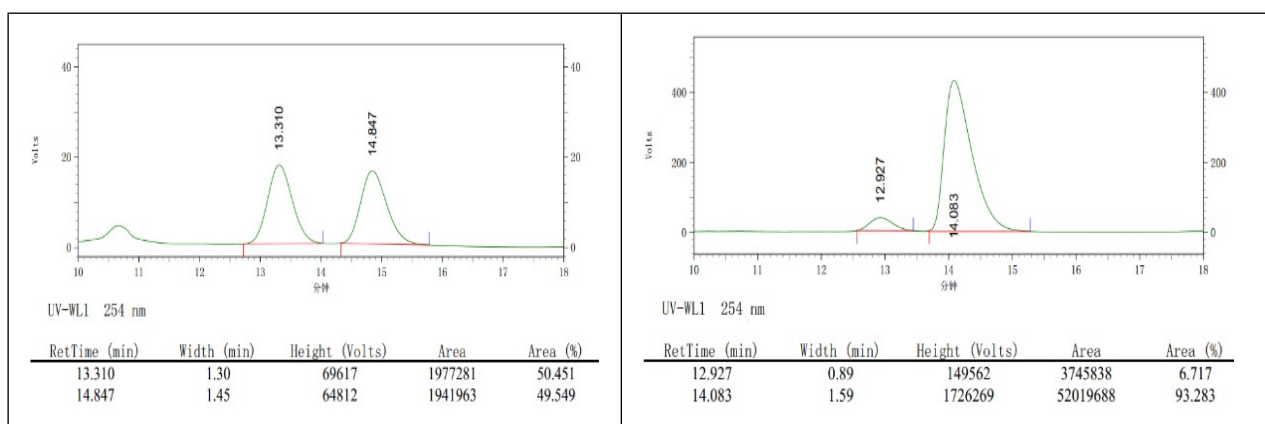 40
20
0
Volts
13.310
14.847
40
20
0
10 11 12 13 14 15 16 17 18
分钟
UV-WL1 254 nm
RetTime (min) Width (min) Height (Volts) Area Area (%)
13.310 1.30 69617 1977281 50.451
14.847 1.45 64812 1941963 49.549
400
200
0
Volts
12.927
14.083
400
200
0
10 11 12 13 14 15 16 17 18
分钟
UV-WL1 254 nm
RetTime (min) Width (min) Height (Volts) Area Area (%)
12.927 0.89 149562 3745838 6.717
14.083 1.59 1726269 52019688 93.283